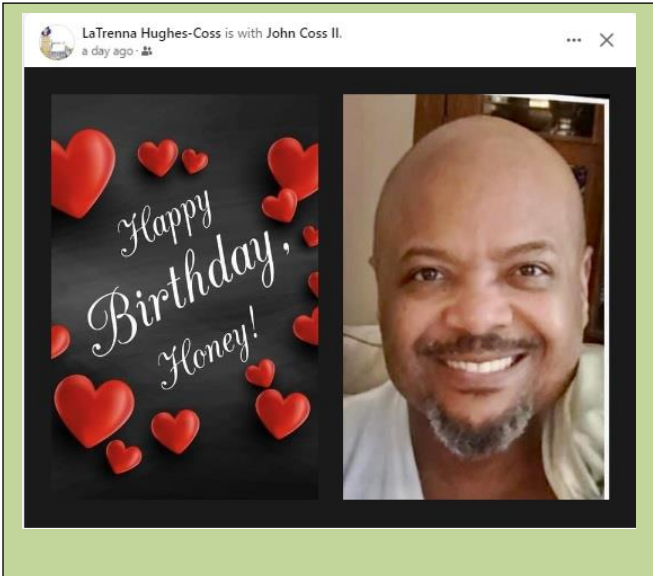 LaTrenna Hughes-Coss is with John Coss II.
a day ago ·
Happy
Birthday,
Honey!